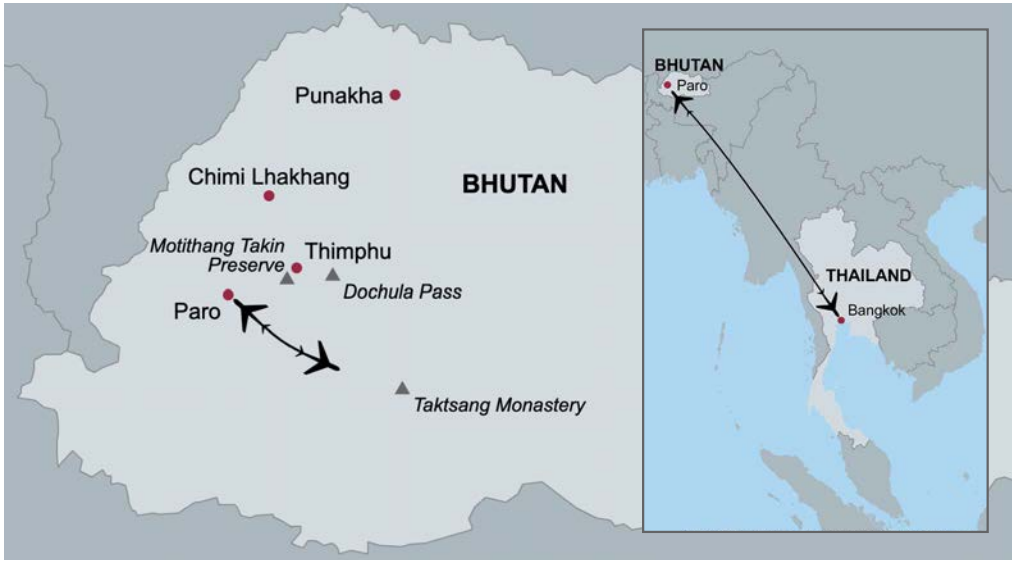 Punakha
Chimi Lhakhang
BHUTAN
Motithang Takin
Preserve
Thimphu
Dochula Pass
Paro
Taktsang Monastery
BHUTAN
Paro
THAILAND
Bangkok